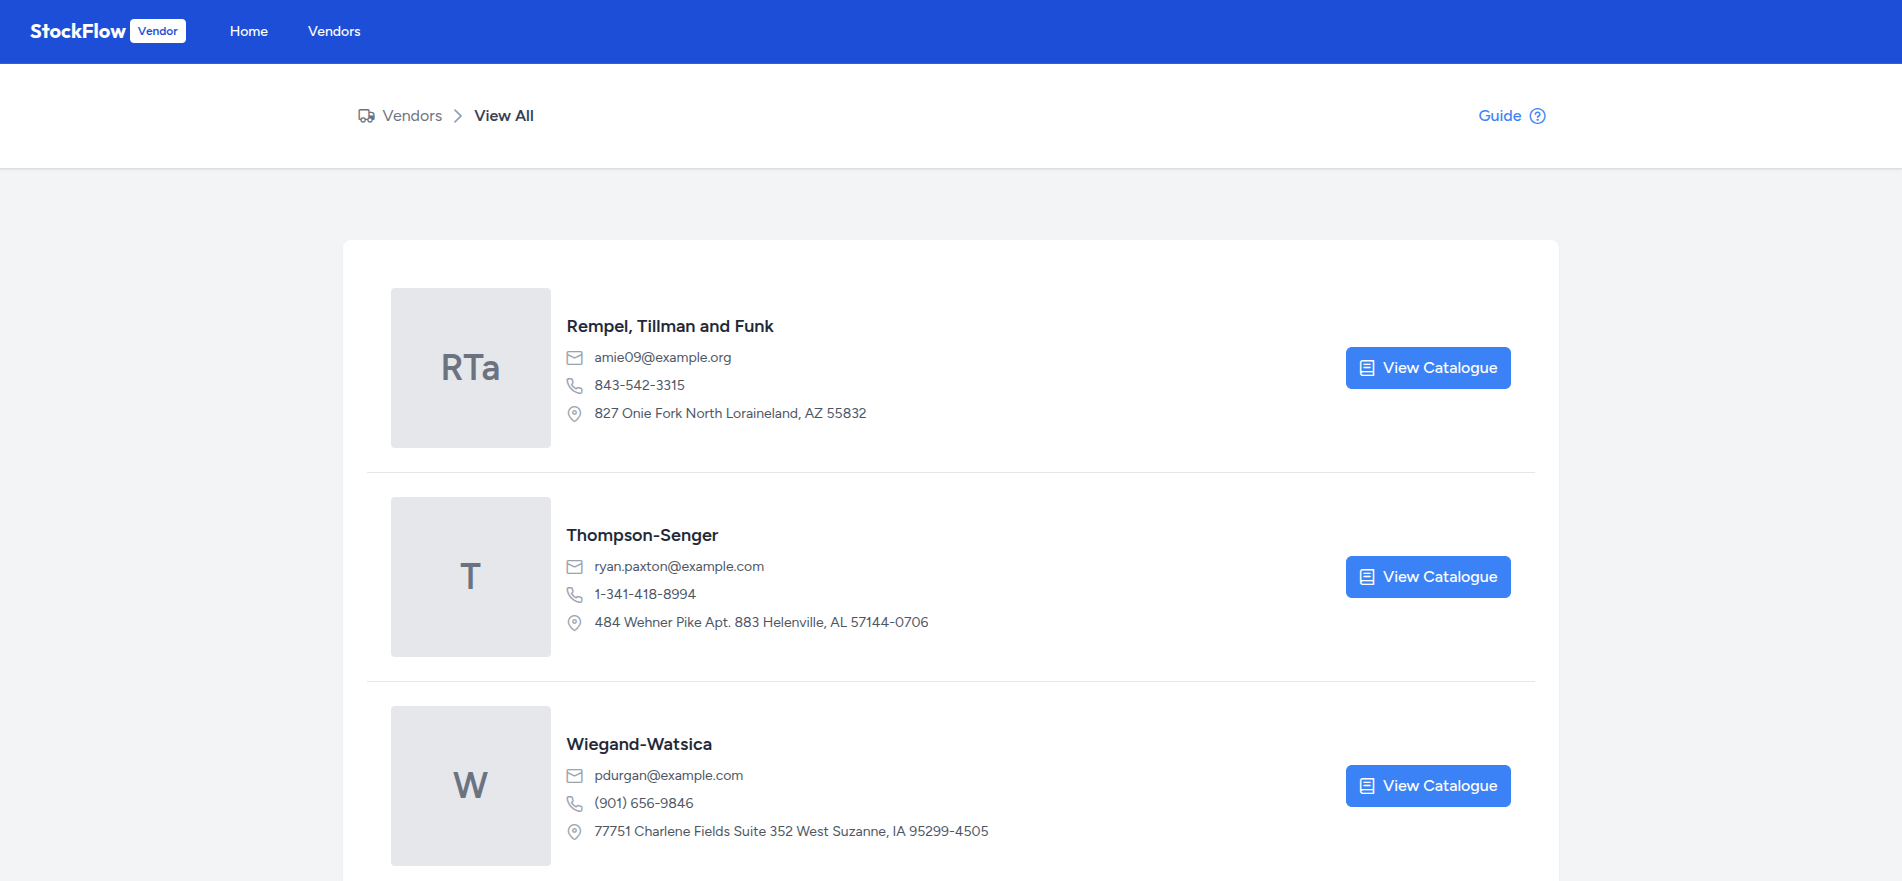 StockFlow Vendor Home Vendors
Vendors View All Guide
RTa
Rempel, Tillman and Funk
amie09@example.org
843-542-3315
827 Onie Fork North Loraineland, AZ 55832
View Catalogue
T
Thompson-Senger
ryan.paxton@example.com
1-341-418-8994
484 Wehner Pike Apt. 883 Helenville, AL 57144-0706
View Catalogue
W
Wiegand-Watsica
pdurgan@example.com
(901) 656-9846
77751 Charlene Fields Suite 352 West Suzanne, IA 95299-4505
View Catalogue